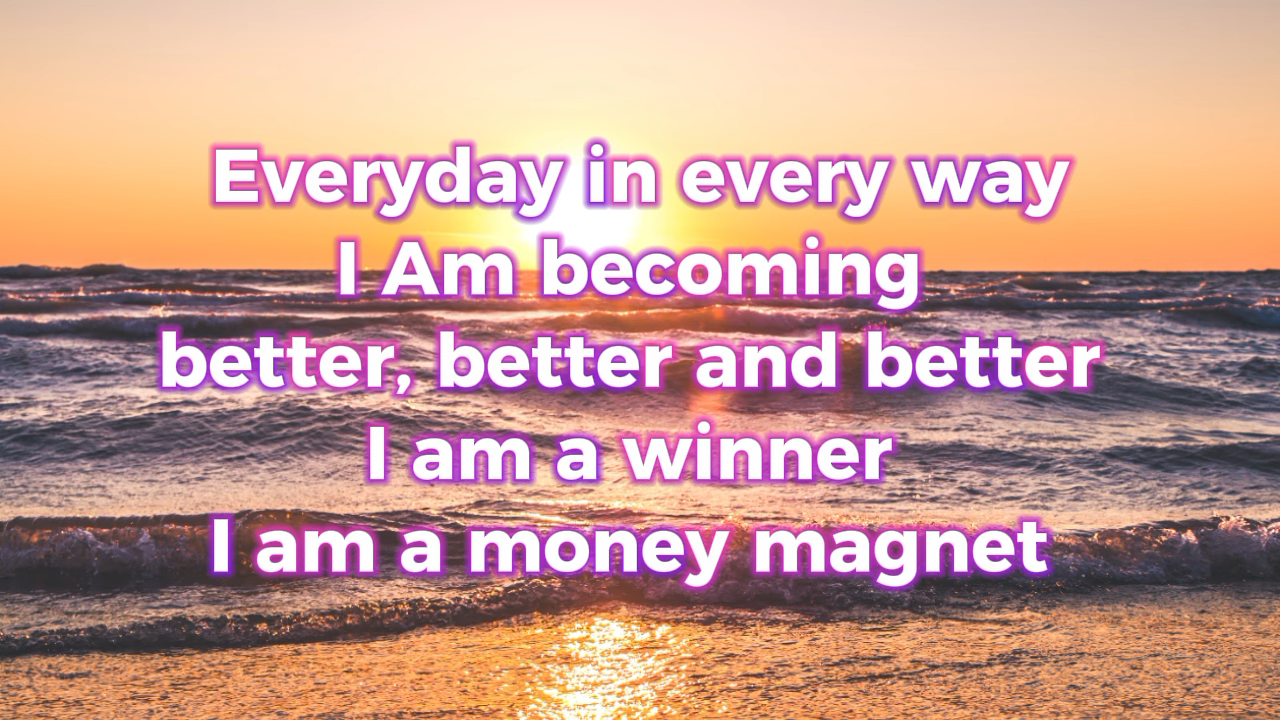 Everyday in every way
I Am becoming
better, better and better
I am a winner
I am a money magnet